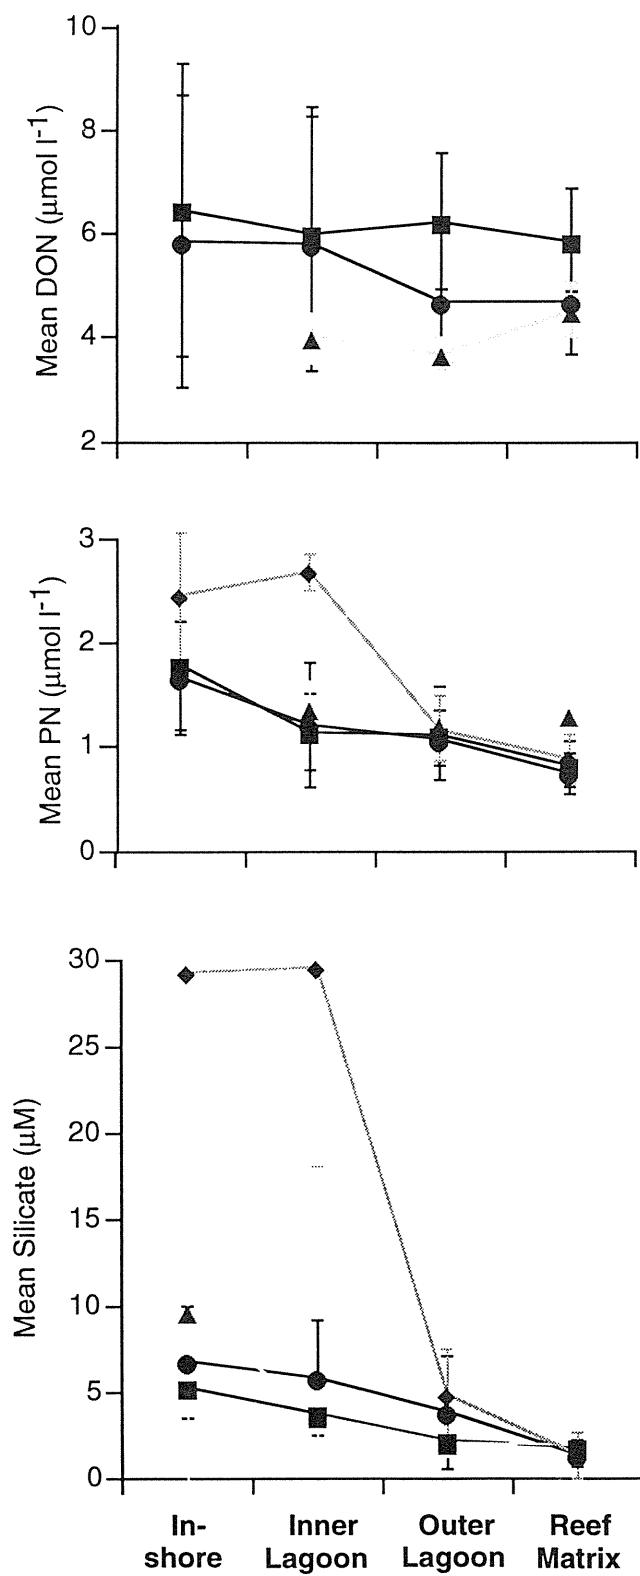 Mean DON (μmol l⁻¹)
10
8
6
4
2
Mean PN (μmol l⁻¹)
3
2
1
0
Mean Silicate (μM)
30
25
20
15
10
5
0
In-
shore
Inner
Lagoon
Outer
Lagoon
Reef
Matrix